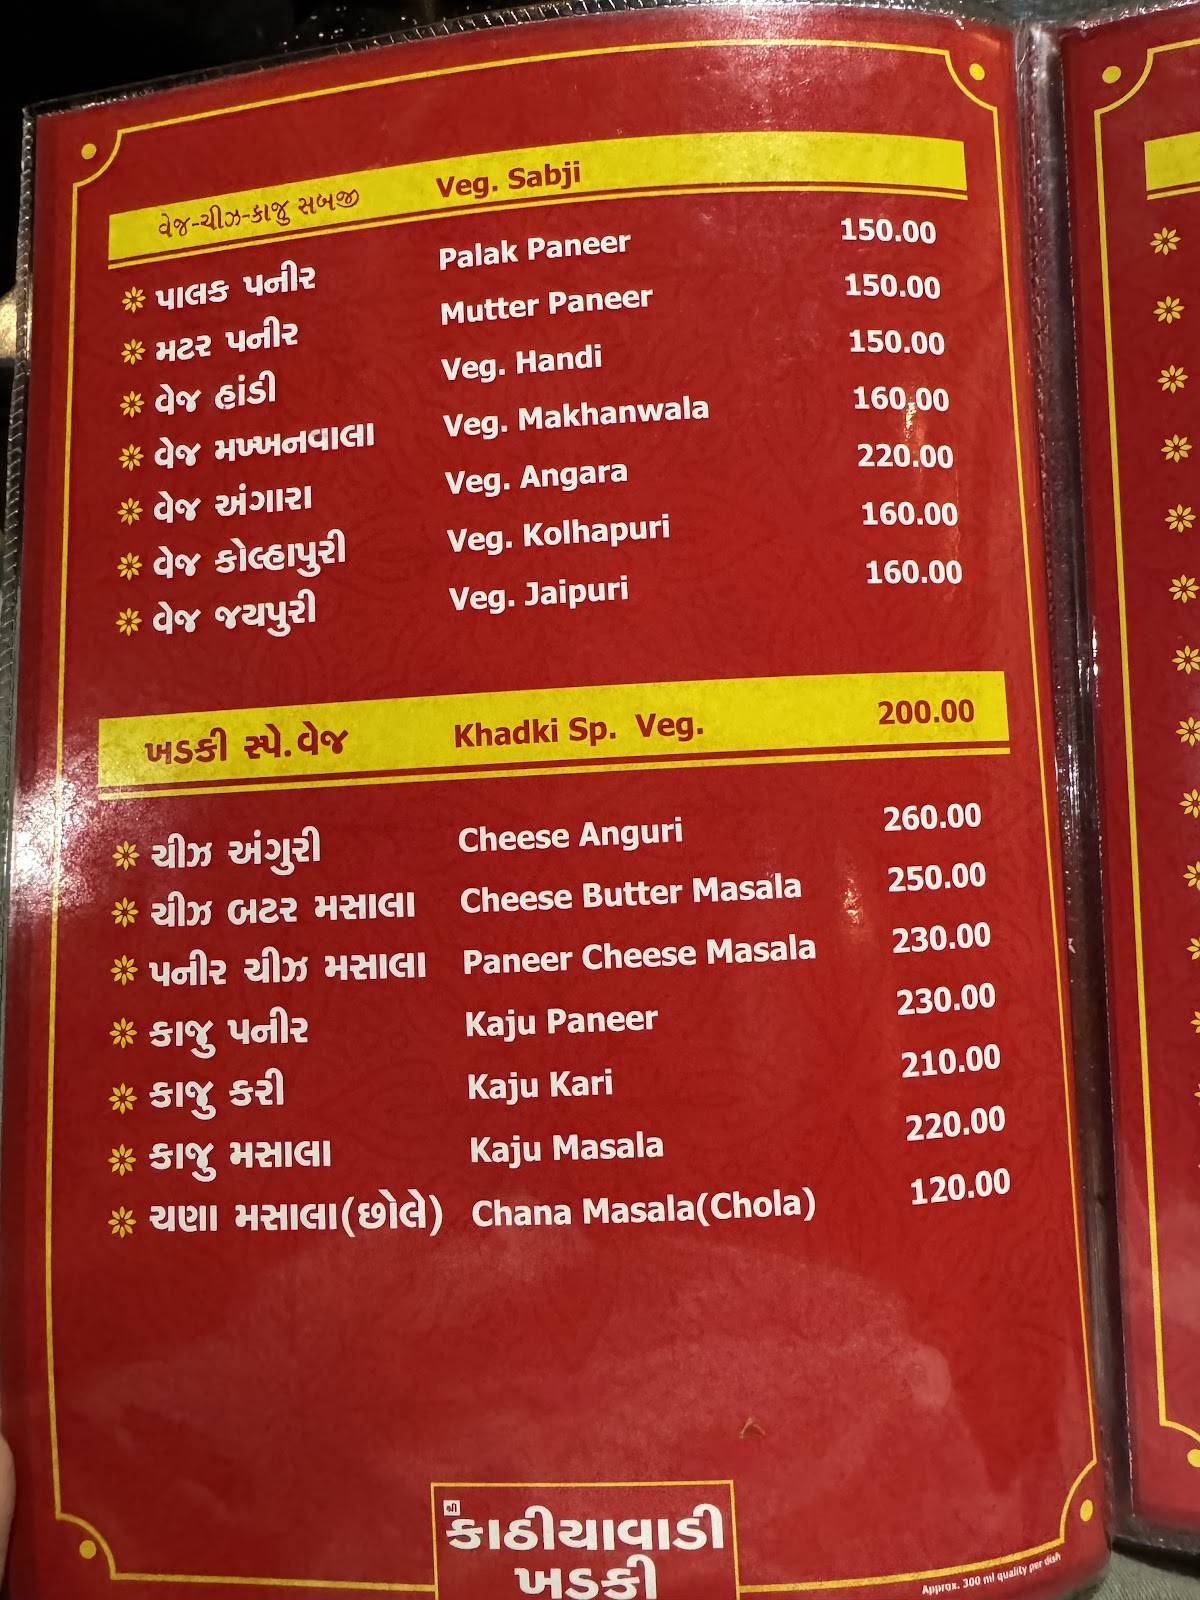 વેજ-ચીઝ-કાજુ સબજી Veg. Sabji
પાલક પનીર Palak Paneer 150.00
મટર પનીર Mutter Paneer 150.00
વેજ હાંડી Veg. Handi 150.00
વેજ મખ્ખનવાલા Veg. Makhanwala 160.00
વેજ અંગારા Veg. Angara 220.00
વેજ કોલ્હાપુરી Veg. Kolhapuri 160.00
વેજ જયપુરી Veg. Jaipuri 160.00
ખડકી સ્પે.વેજ Khadki Sp. Veg. 200.00
ચીઝ અંગુરી Cheese Anguri 260.00
ચીઝ બટર મસાલા Cheese Butter Masala 250.00
પનીર ચીઝ મસાલા Paneer Cheese Masala 230.00
કાજુ પનીર Kaju Paneer 230.00
કાજુ કરી Kaju Kari 210.00
કાજુ મસાલા Kaju Masala 220.00
ચણા મસાલા(છોલે) Chana Masala(Chola) 120.00
શ્રી
કાઠીયાવાડી
ખડકી
Approx. 300 ml quality per dish